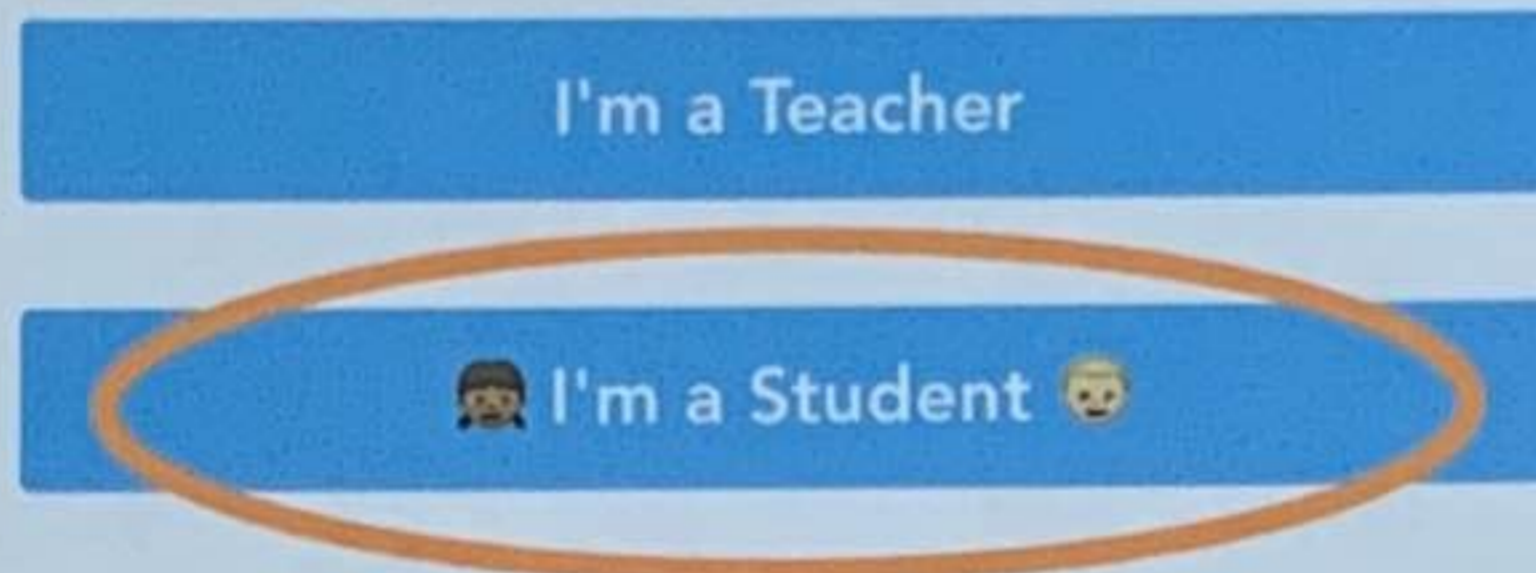 I'm a Teacher
👧🏾 I'm a Student 👦🏼